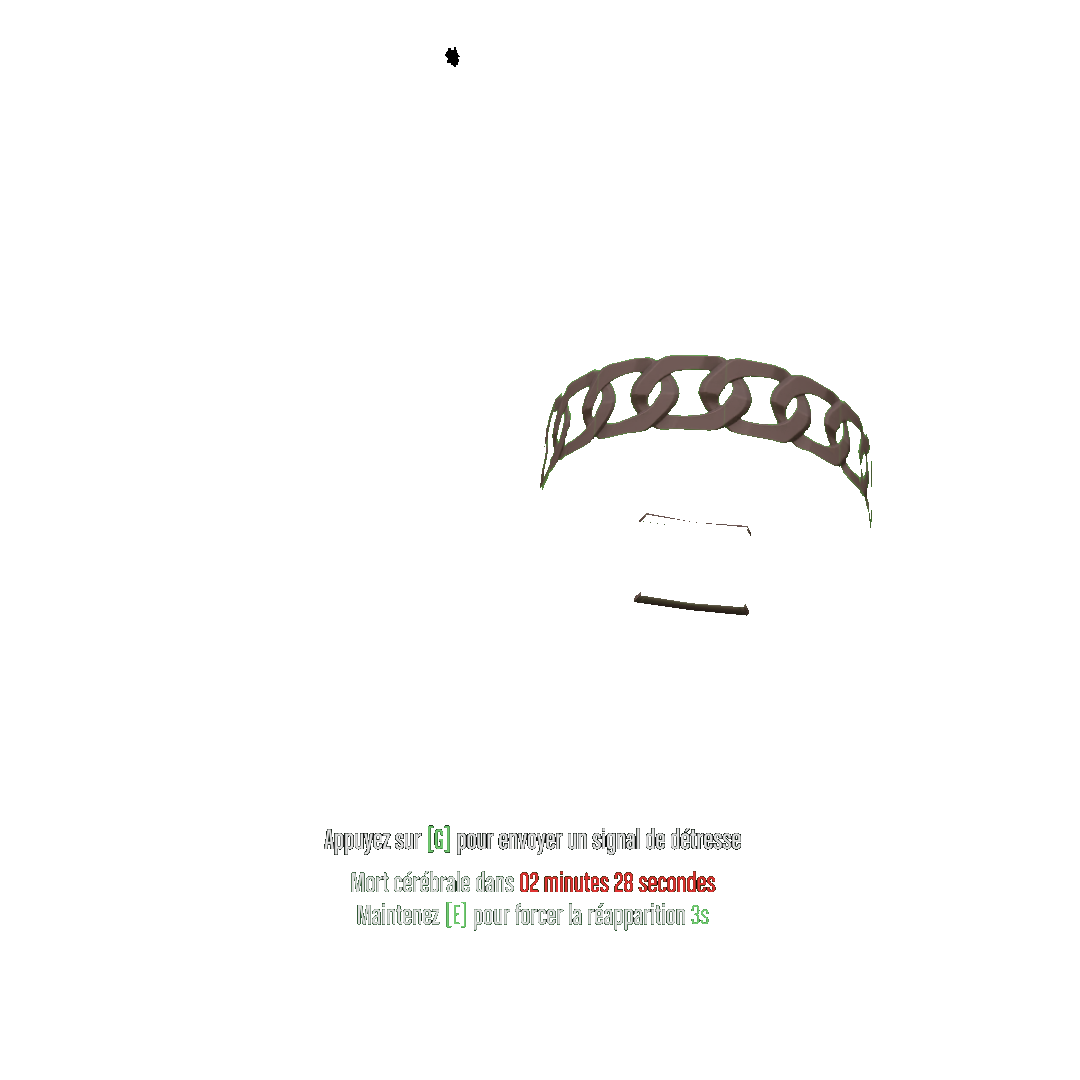 Appuyez sur [G] pour envoyer un signal de détresse
Mort cérébrale dans 02 minutes 28 secondes
Maintenez [E] pour forcer la réapparition 3s